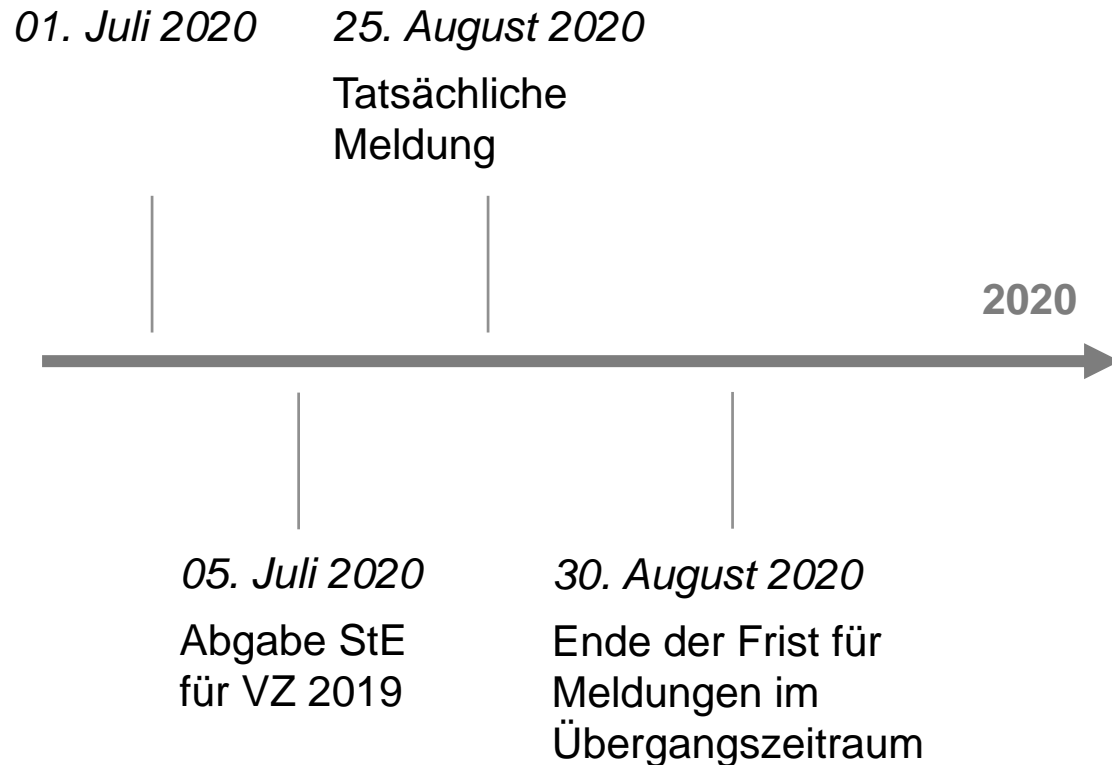 01. Juli 2020
25. August 2020
Tatsächliche
Meldung
2020
05. Juli 2020
Abgabe StE
für VZ 2019
30. August 2020
Ende der Frist für
Meldungen im
Übergangszeitraum